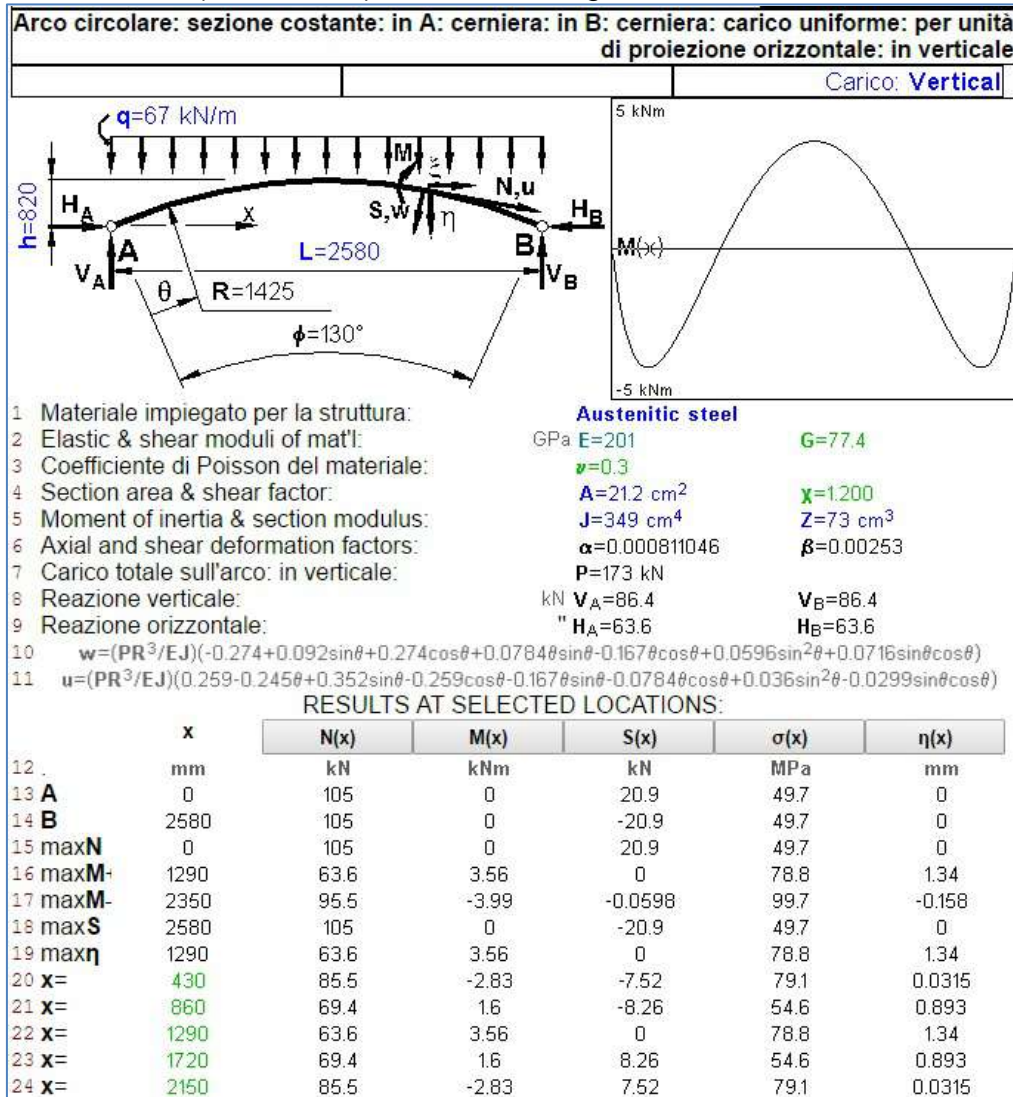 Arco circolare: sezione costante: in A: cerniera: in B: cerniera: carico uniforme: per unità
di proiezione orizzontale: in verticale
Carico: Vertical
q=67 kN/m
h=820
H_A
V_A
A
x
L=2580
M
ξ
S,w
N,u
η
B
H_B
V_B
θ
R=1425
ϕ=130°
5 kNm
M(x)
-5 kNm
1 Materiale impiegato per la struttura: Austenitic steel
2 Elastic & shear moduli of mat'l: GPa E=201 G=77.4
3 Coefficiente di Poisson del materiale: ν=0.3
4 Section area & shear factor: A=21.2 cm² χ=1.200
5 Moment of inertia & section modulus: J=349 cm⁴ Z=73 cm³
6 Axial and shear deformation factors: α=0.000811046 β=0.00253
7 Carico totale sull'arco: in verticale: P=173 kN
8 Reazione verticale: kN V_A=86.4 V_B=86.4
9 Reazione orizzontale: " H_A=63.6 H_B=63.6
10 w=(PR³/EJ)(-0.274+0.092sinθ+0.274cosθ+0.0784θsinθ-0.167θcosθ+0.0596sin²θ+0.0716sinθcosθ)
11 u=(PR³/EJ)(0.259-0.245θ+0.352sinθ-0.259cosθ-0.167θsinθ-0.0784θcosθ+0.036sin²θ-0.0299sinθcosθ)
RESULTS AT SELECTED LOCATIONS:
x N(x) M(x) S(x) σ(x) η(x)
12 . mm kN kNm kN MPa mm
13 A 0 105 0 20.9 49.7 0
14 B 2580 105 0 -20.9 49.7 0
15 maxN 0 105 0 20.9 49.7 0
16 maxM+ 1290 63.6 3.56 0 78.8 1.34
17 maxM- 2350 95.5 -3.99 -0.0598 99.7 -0.158
18 maxS 2580 105 0 -20.9 49.7 0
19 maxη 1290 63.6 3.56 0 78.8 1.34
20 x= 430 85.5 -2.83 -7.52 79.1 0.0315
21 x= 860 69.4 1.6 -8.26 54.6 0.893
22 x= 1290 63.6 3.56 0 78.8 1.34
23 x= 1720 69.4 1.6 8.26 54.6 0.893
24 x= 2150 85.5 -2.83 7.52 79.1 0.0315